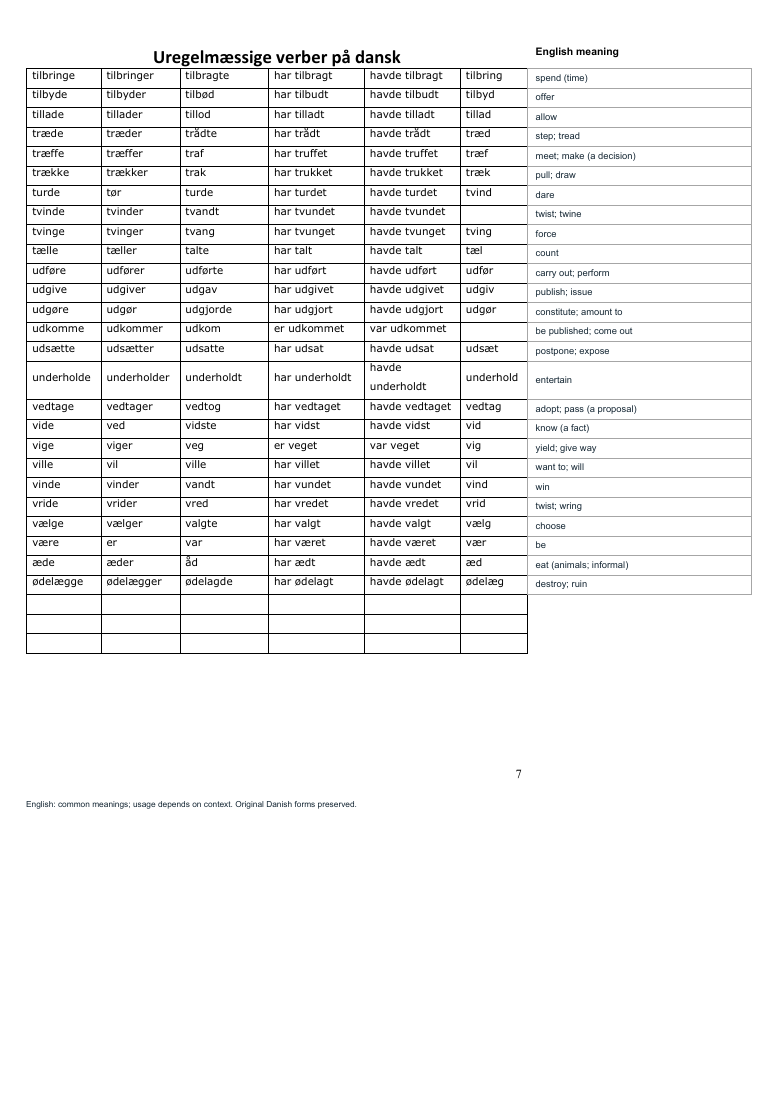 Uregelmæssige verber på dansk English meaning
tilbringe tilbringer tilbragte har tilbragt havde tilbragt tilbring spend (time)
tilbyde tilbyder tilbød har tilbudt havde tilbudt tilbyd offer
tillade tillader tillod har tilladt havde tilladt tillad allow
træde træder trådte har trådt havde trådt træd step; tread
træffe træffer traf har truffet havde truffet træf meet; make (a decision)
trække trækker trak har trukket havde trukket træk pull; draw
turde tør turde har turdet havde turdet tvind dare
tvinde tvinder tvandt har tvundet havde tvundet twist; twine
tvinge tvinger tvang har tvunget havde tvunget tving force
tælle tæller talte har talt havde talt tæl count
udføre udfører udførte har udført havde udført udfør carry out; perform
udgive udgiver udgav har udgivet havde udgivet udgiv publish; issue
udgøre udgør udgjorde har udgjort havde udgjort udgør constitute; amount to
udkomme udkommer udkom er udkommet var udkommet be published; come out
udsætte udsætter udsatte har udsat havde udsat udsæt postpone; expose
underholde underholder underholdt har underholdt havde
underholdt underhold entertain
vedtage vedtager vedtog har vedtaget havde vedtaget vedtag adopt; pass (a proposal)
vide ved vidste har vidst havde vidst vid know (a fact)
vige viger veg er veget var veget vig yield; give way
ville vil ville har villet havde villet vil want to; will
vinde vinder vandt har vundet havde vundet vind win
vride vrider vred har vredet havde vredet vrid twist; wring
vælge vælger valgte har valgt havde valgt vælg choose
være er var har været havde været vær be
æde æder åd har ædt havde ædt æd eat (animals; informal)
ødelægge ødelægger ødelagde har ødelagt havde ødelagt ødelæg destroy; ruin
7
English: common meanings; usage depends on context. Original Danish forms preserved.